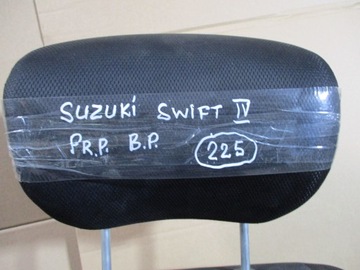 SUZUKi SWiFT IV
PR.P. B.P. 225